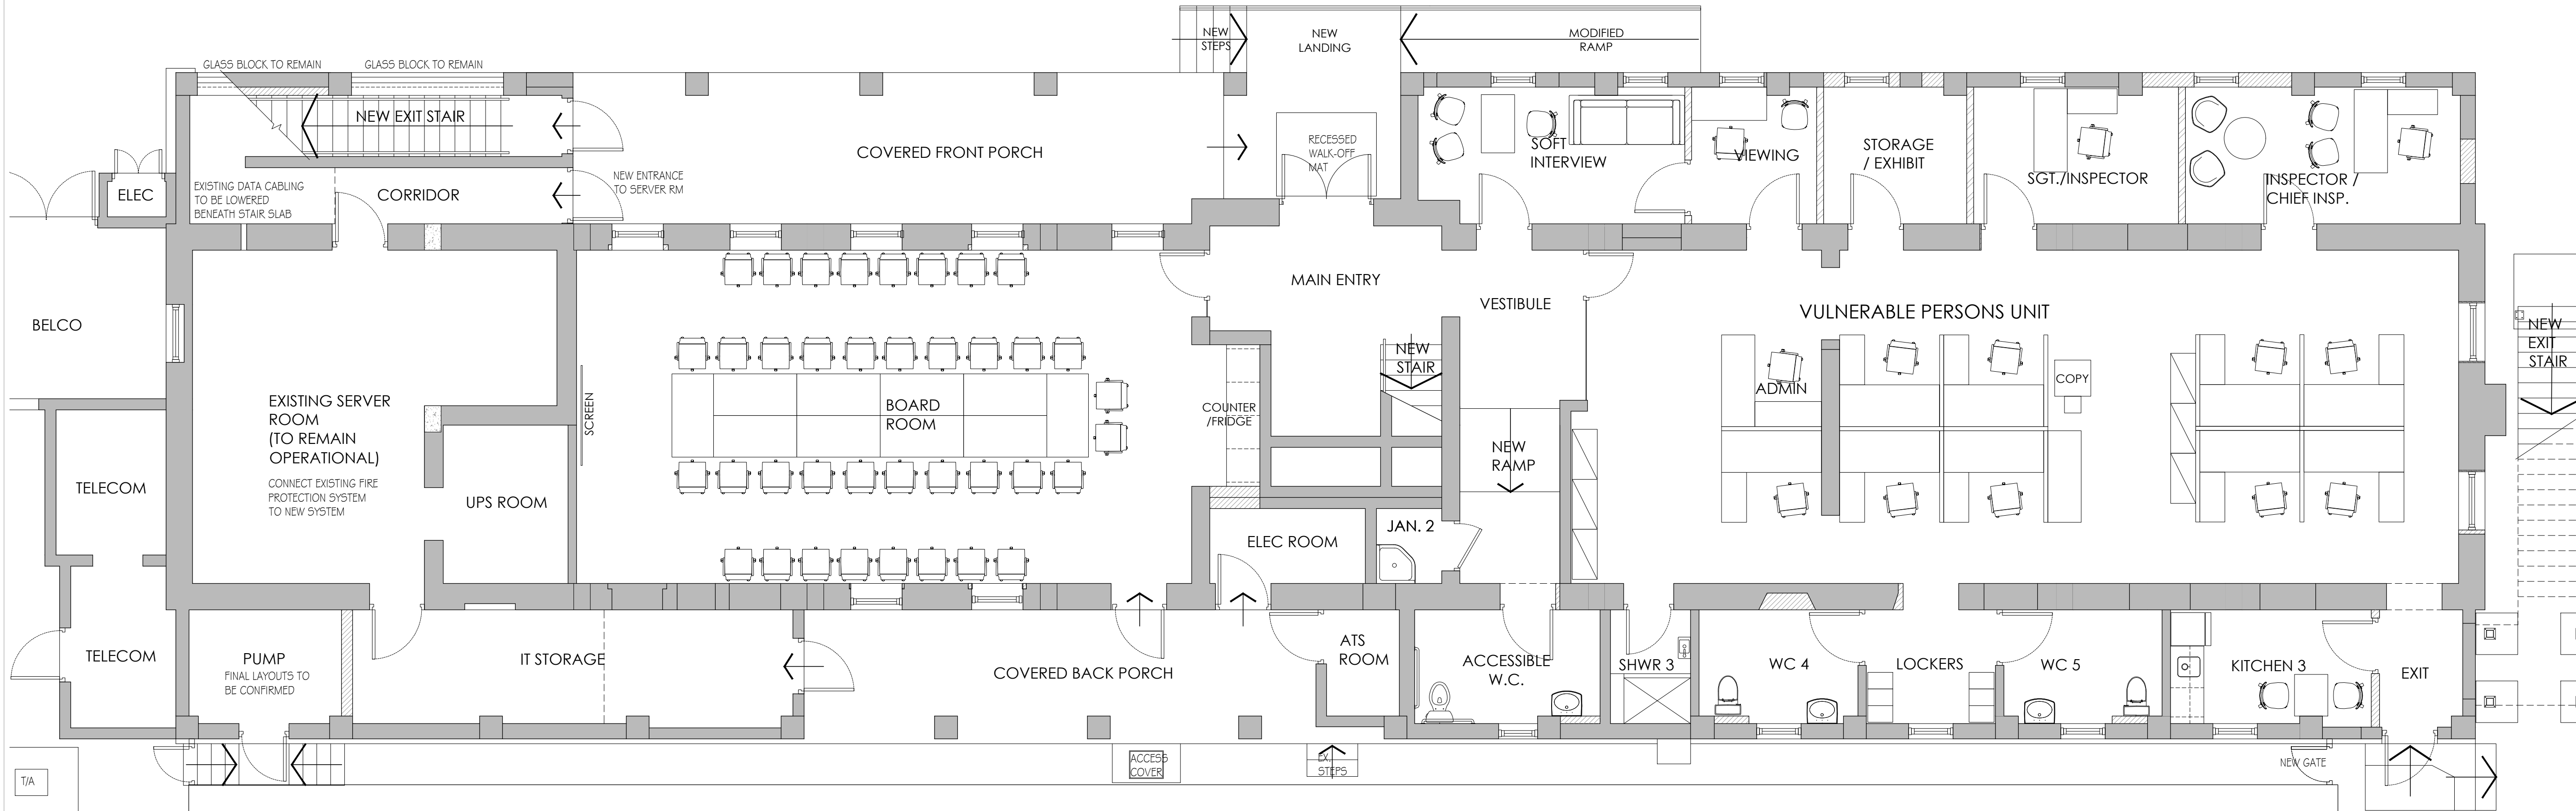 NEW
STEPS
NEW
LANDING
MODIFIED
RAMP
GLASS BLOCK TO REMAIN
GLASS BLOCK TO REMAIN
NEW EXIT STAIR
COVERED FRONT PORCH
RECESSED
WALK-OFF
MAT
SOFT
INTERVIEW
VIEWING
STORAGE
/ EXHIBIT
SGT./INSPECTOR
INSPECTOR /
CHIEF INSP.
ELEC
EXISTING DATA CABLING
TO BE LOWERED
BENEATH STAIR SLAB
CORRIDOR
NEW ENTRANCE
TO SERVER RM
MAIN ENTRY
VESTIBULE
VULNERABLE PERSONS UNIT
BELCO
NEW
EXIT
STAIR
NEW
STAIR
ADMIN
COPY
EXISTING SERVER
ROOM
(TO REMAIN
OPERATIONAL)
CONNECT EXISTING FIRE
PROTECTION SYSTEM
TO NEW SYSTEM
SCREEN
BOARD
ROOM
COUNTER
/FRIDGE
NEW
RAMP
TELECOM
UPS ROOM
ELEC ROOM
JAN. 2
TELECOM
PUMP
FINAL LAYOUTS TO
BE CONFIRMED
IT STORAGE
COVERED BACK PORCH
ATS
ROOM
ACCESSIBLE
W.C.
SHWR 3
WC 4
LOCKERS
WC 5
KITCHEN 3
EXIT
T/A
ACCESS
COVER
EX.
STEPS
NEW GATE